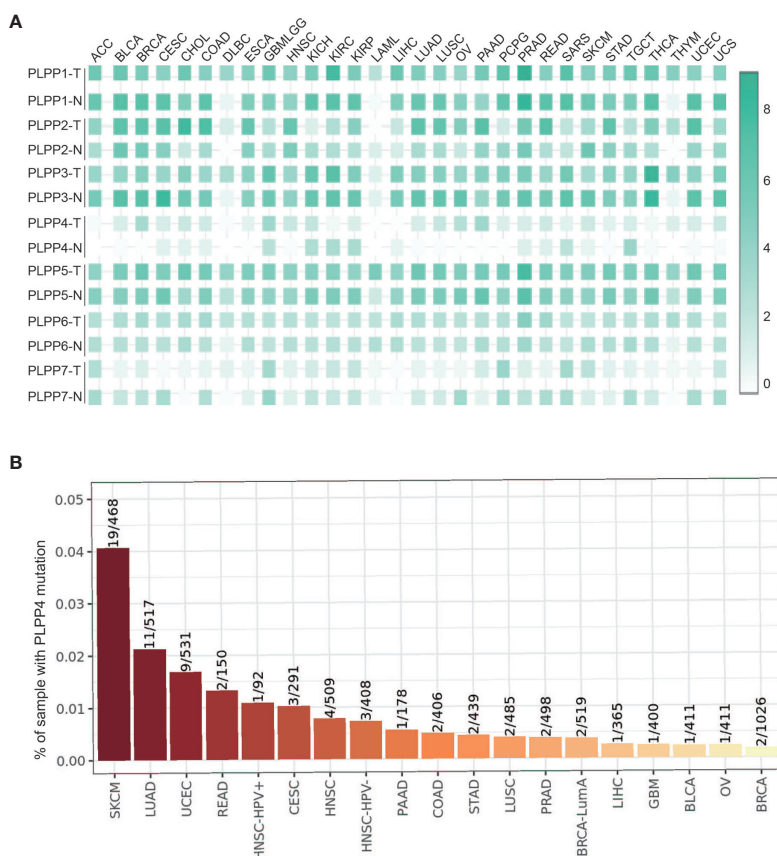 A
ACC BLCA BRCA CESC CHOL COAD DLBC ESCA GBMLGG HNSC KICH KIRC KIRP LAML LIHC LUAD LUSC OV PAAD PCPG PRAD READ SARS SKCM STAD TGCT THCA THYM UCEC UCS
PLPP1-T
PLPP1-N
PLPP2-T
PLPP2-N
PLPP3-T
PLPP3-N
PLPP4-T
PLPP4-N
PLPP5-T
PLPP5-N
PLPP6-T
PLPP6-N
PLPP7-T
PLPP7-N
8
6
4
2
0
B
% of sample with PLPP4 mutation
0.05
0.04
0.03
0.02
0.01
0.00
19/468 11/517 9/531 2/150 1/92 3/291 4/509 3/408 1/178 2/406 2/439 2/485 2/498 2/519 1/365 1/400 1/411 1/411 2/1026
SKCM LUAD UCEC READ HNSC-HPV+ CESC HNSC HNSC-HPV- PAAD COAD STAD LUSC PRAD BRCA-LumA LIHC GBM BLCA OV BRCA